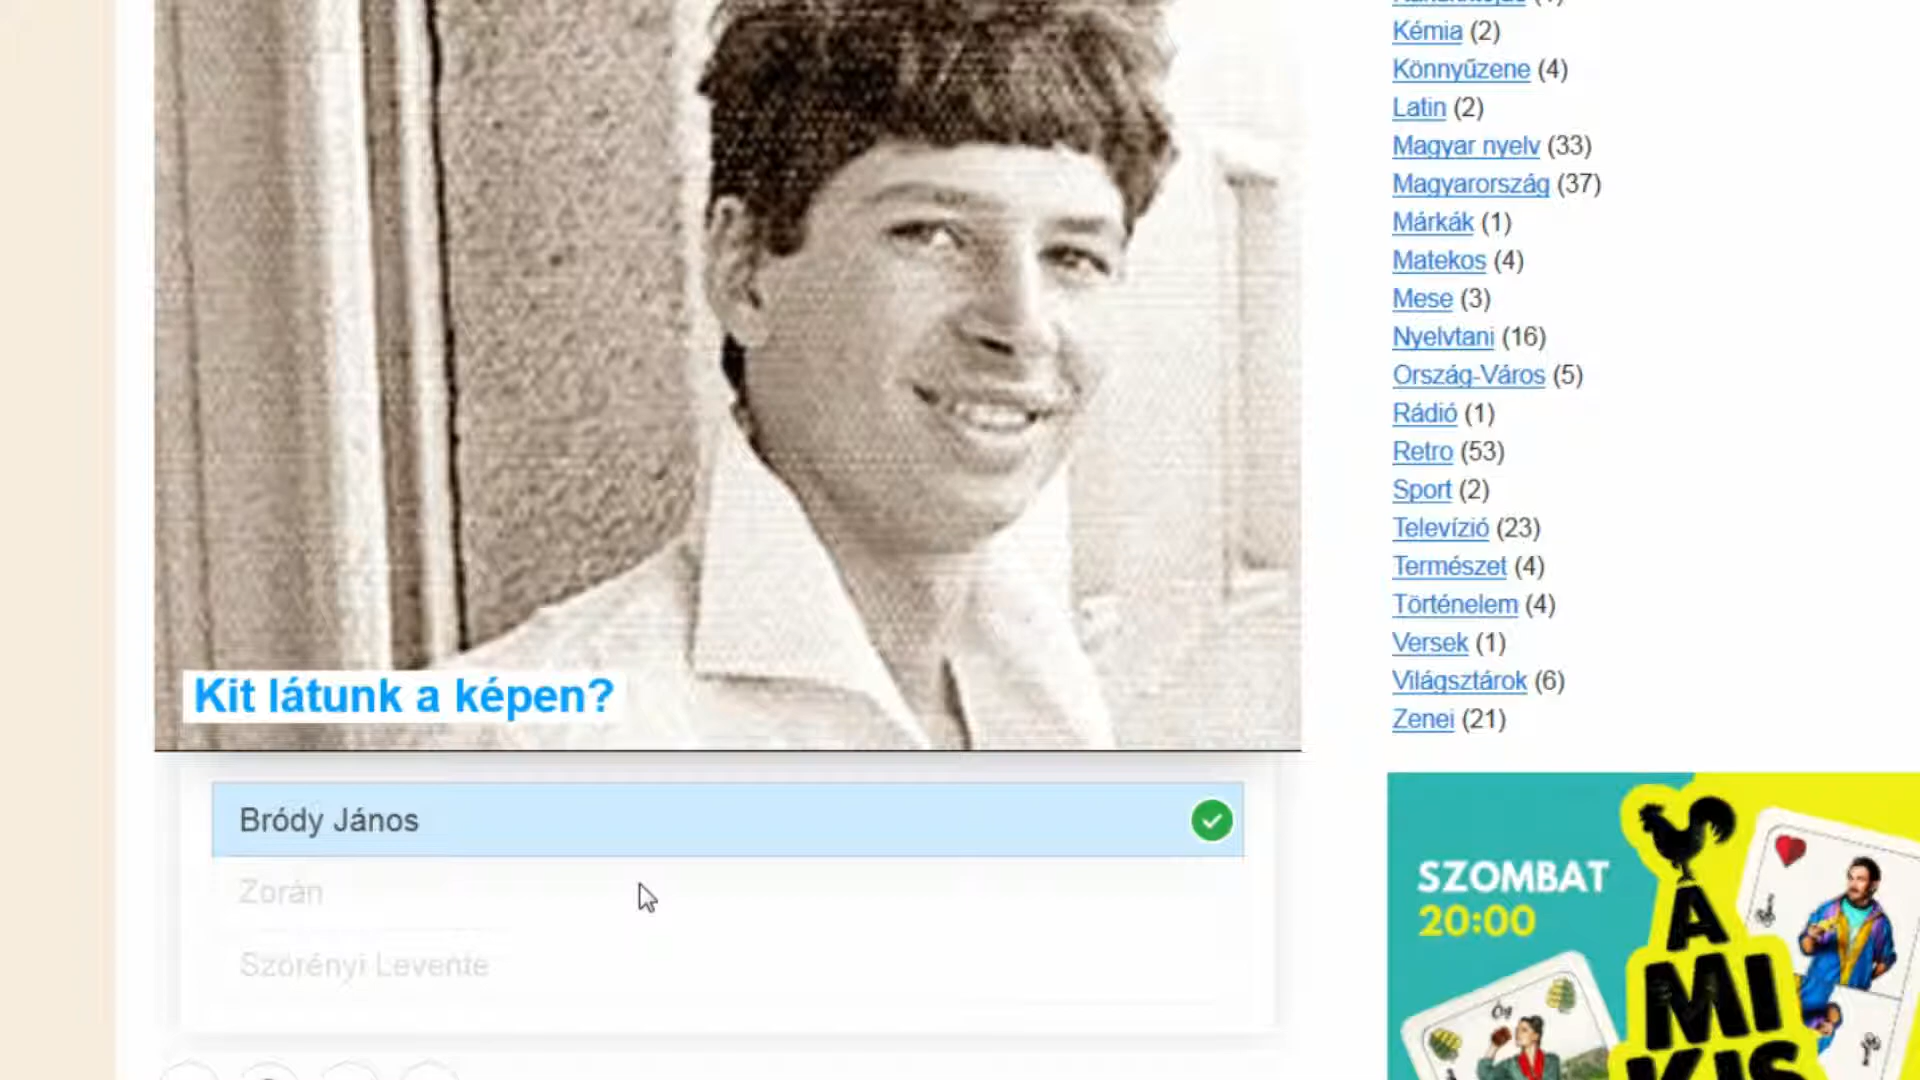 Kémia (2)
Könnyűzene (4)
Latin (2)
Magyar nyelv (33)
Magyarország (37)
Márkák (1)
Matekos (4)
Mese (3)
Nyelvtani (16)
Ország-Város (5)
Rádió (1)
Retro (53)
Sport (2)
Televízió (23)
Természet (4)
Történelem (4)
Versek (1)
Világsztárok (6)
Zenei (21)
Kit látunk a képen?
Bródy János
Zorán
Szörényi Levente
SZOMBAT
20:00
A
MI
KIS